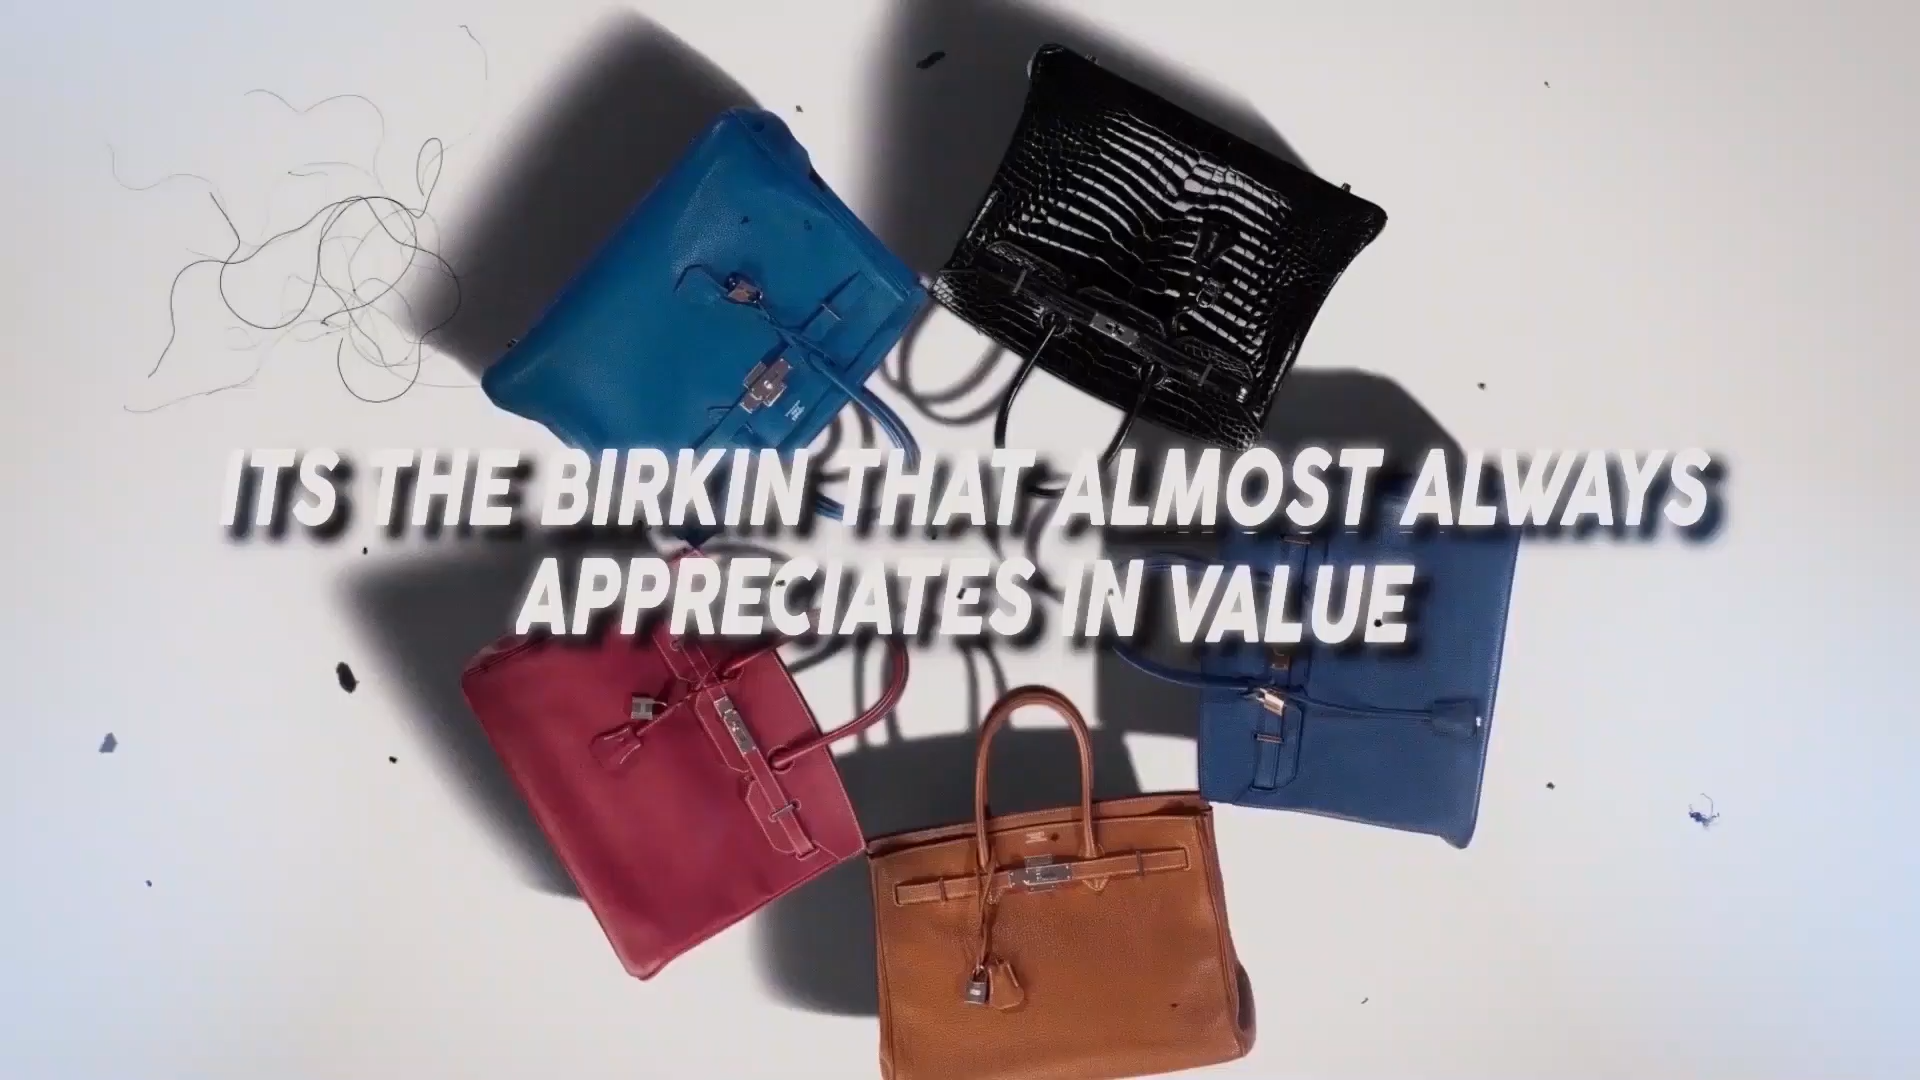 ITS THE BIRKIN THAT ALMOST ALWAYS
APPRECIATES IN VALUE